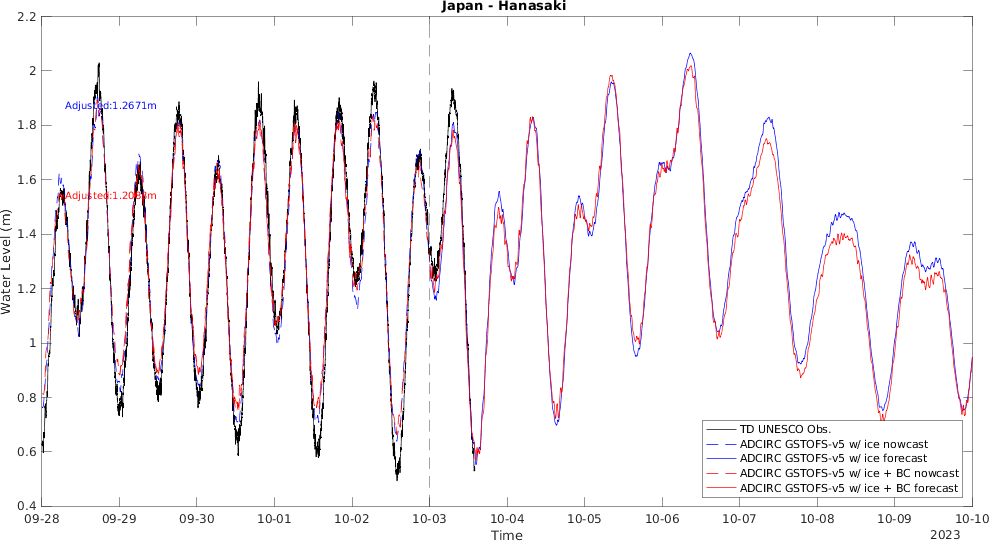 Japan - Hanasaki
2.2
2
1.8
1.6
1.4
1.2
1
0.8
0.6
0.4
Water Level (m)
Adjusted:1.2671m
TD UNESCO Obs.
ADCIRC GSTOFS-v5 w/ ice nowcast
ADCIRC GSTOFS-v5 w/ ice forecast
ADCIRC GSTOFS-v5 w/ ice + BC nowcast
ADCIRC GSTOFS-v5 w/ ice + BC forecast
09-28 09-29 09-30 10-01 10-02 10-03 10-04 10-05 10-06 10-07 10-08 10-09 10-10
Time
2023